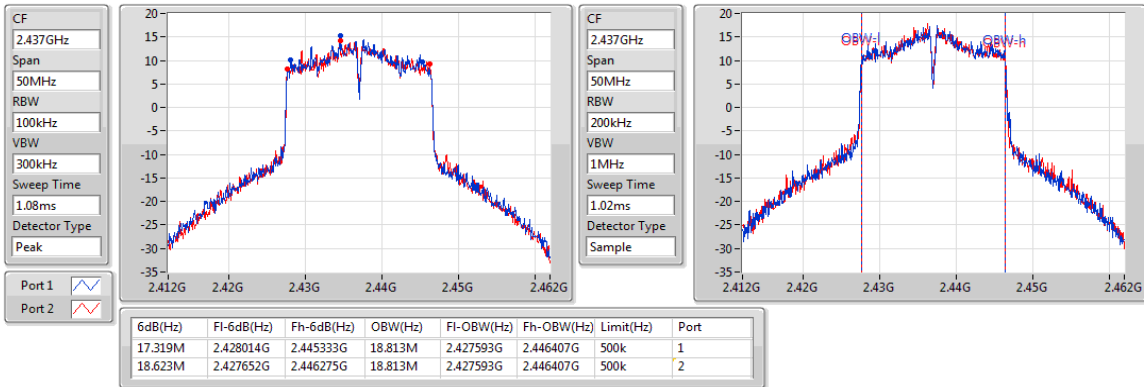 CF
2.437GHz
Span
50MHz
RBW
100kHz
VBW
300kHz
Sweep Time
1.08ms
Detector Type
Peak
Port 1
Port 2
20
15
10
5
0
-5
-10
-15
-20
-25
-30
-35
2.412G 2.42G 2.43G 2.44G 2.45G 2.462G
CF
2.437GHz
Span
50MHz
RBW
200kHz
VBW
1MHz
Sweep Time
1.02ms
Detector Type
Sample
20
15
10
5
0
-5
-10
-15
-20
-25
-30
-35
OBW-l OBW-h
2.412G 2.42G 2.43G 2.44G 2.45G 2.462G
6dB(Hz) Fl-6dB(Hz) Fh-6dB(Hz) OBW(Hz) Fl-OBW(Hz) Fh-OBW(Hz) Limit(Hz) Port
17.319M 2.428014G 2.445333G 18.813M 2.427593G 2.446407G 500k 1
18.623M 2.427652G 2.446275G 18.813M 2.427593G 2.446407G 500k 2